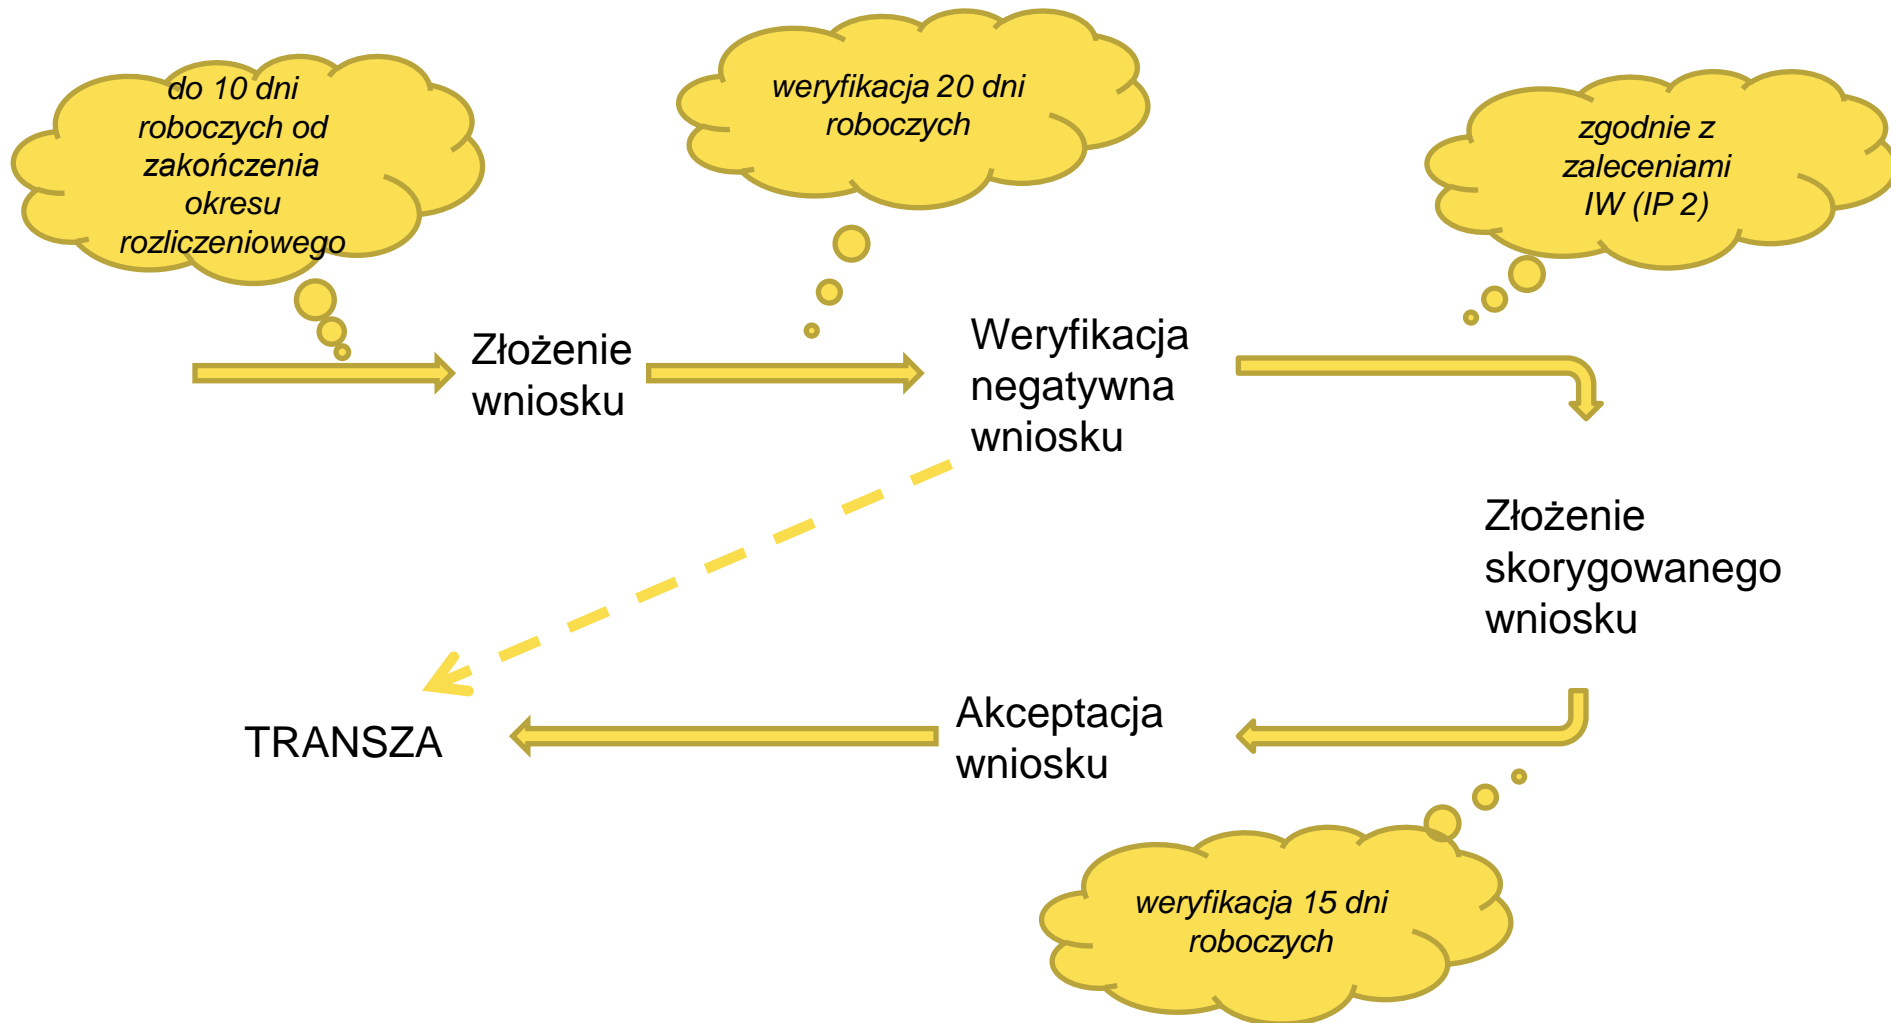 do 10 dni
roboczych od
zakończenia
okresu
rozliczeniowego
weryfikacja 20 dni
roboczych
zgodnie z
zaleceniami
IW (IP 2)
Złożenie
wniosku
Weryfikacja
negatywna
wniosku
Złożenie
skorygowanego
wniosku
Akceptacja
wniosku
TRANSZA
weryfikacja 15 dni
roboczych